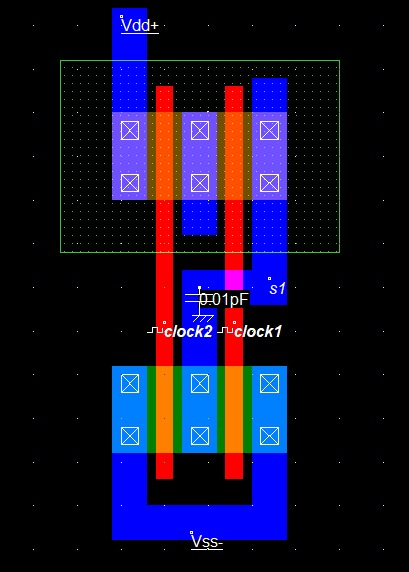 Vdd+
s1
0.01pF
clock2 clock1
Vss-